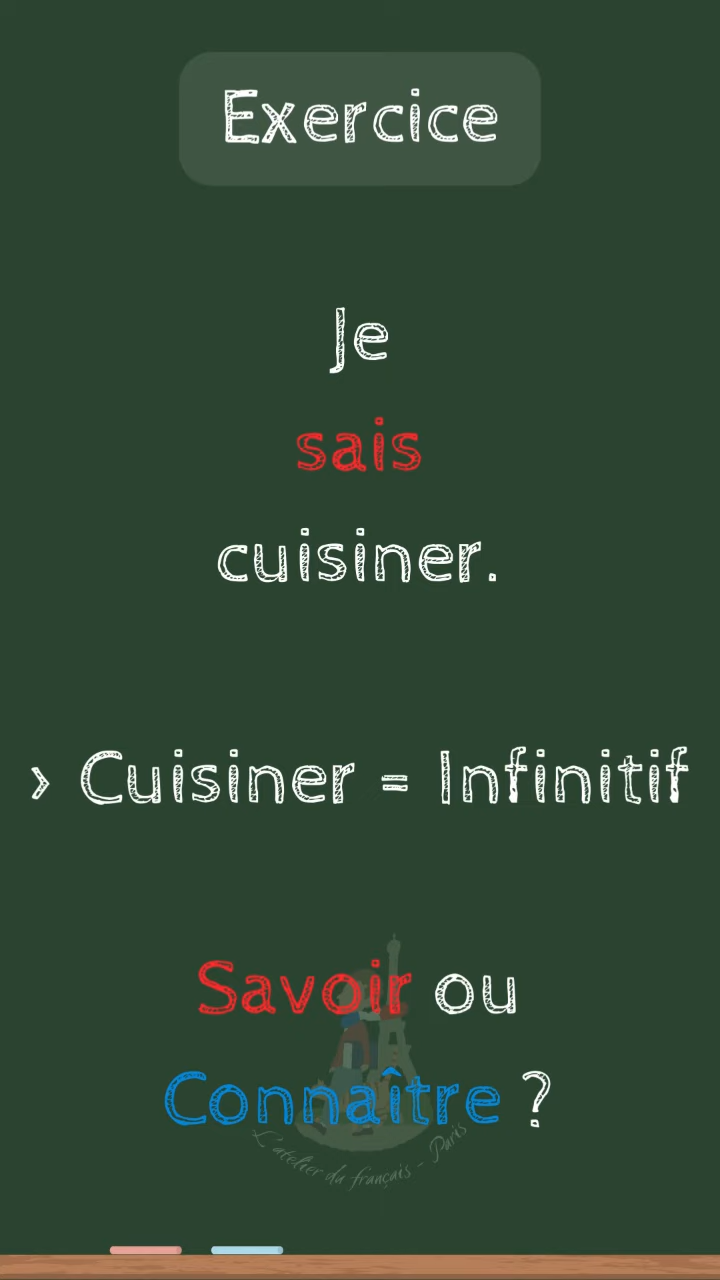 Exercice
Je
sais
cuisiner.
› Cuisiner = Infinitif
Savoir ou
Connaître ?
L'atelier du français - Paris